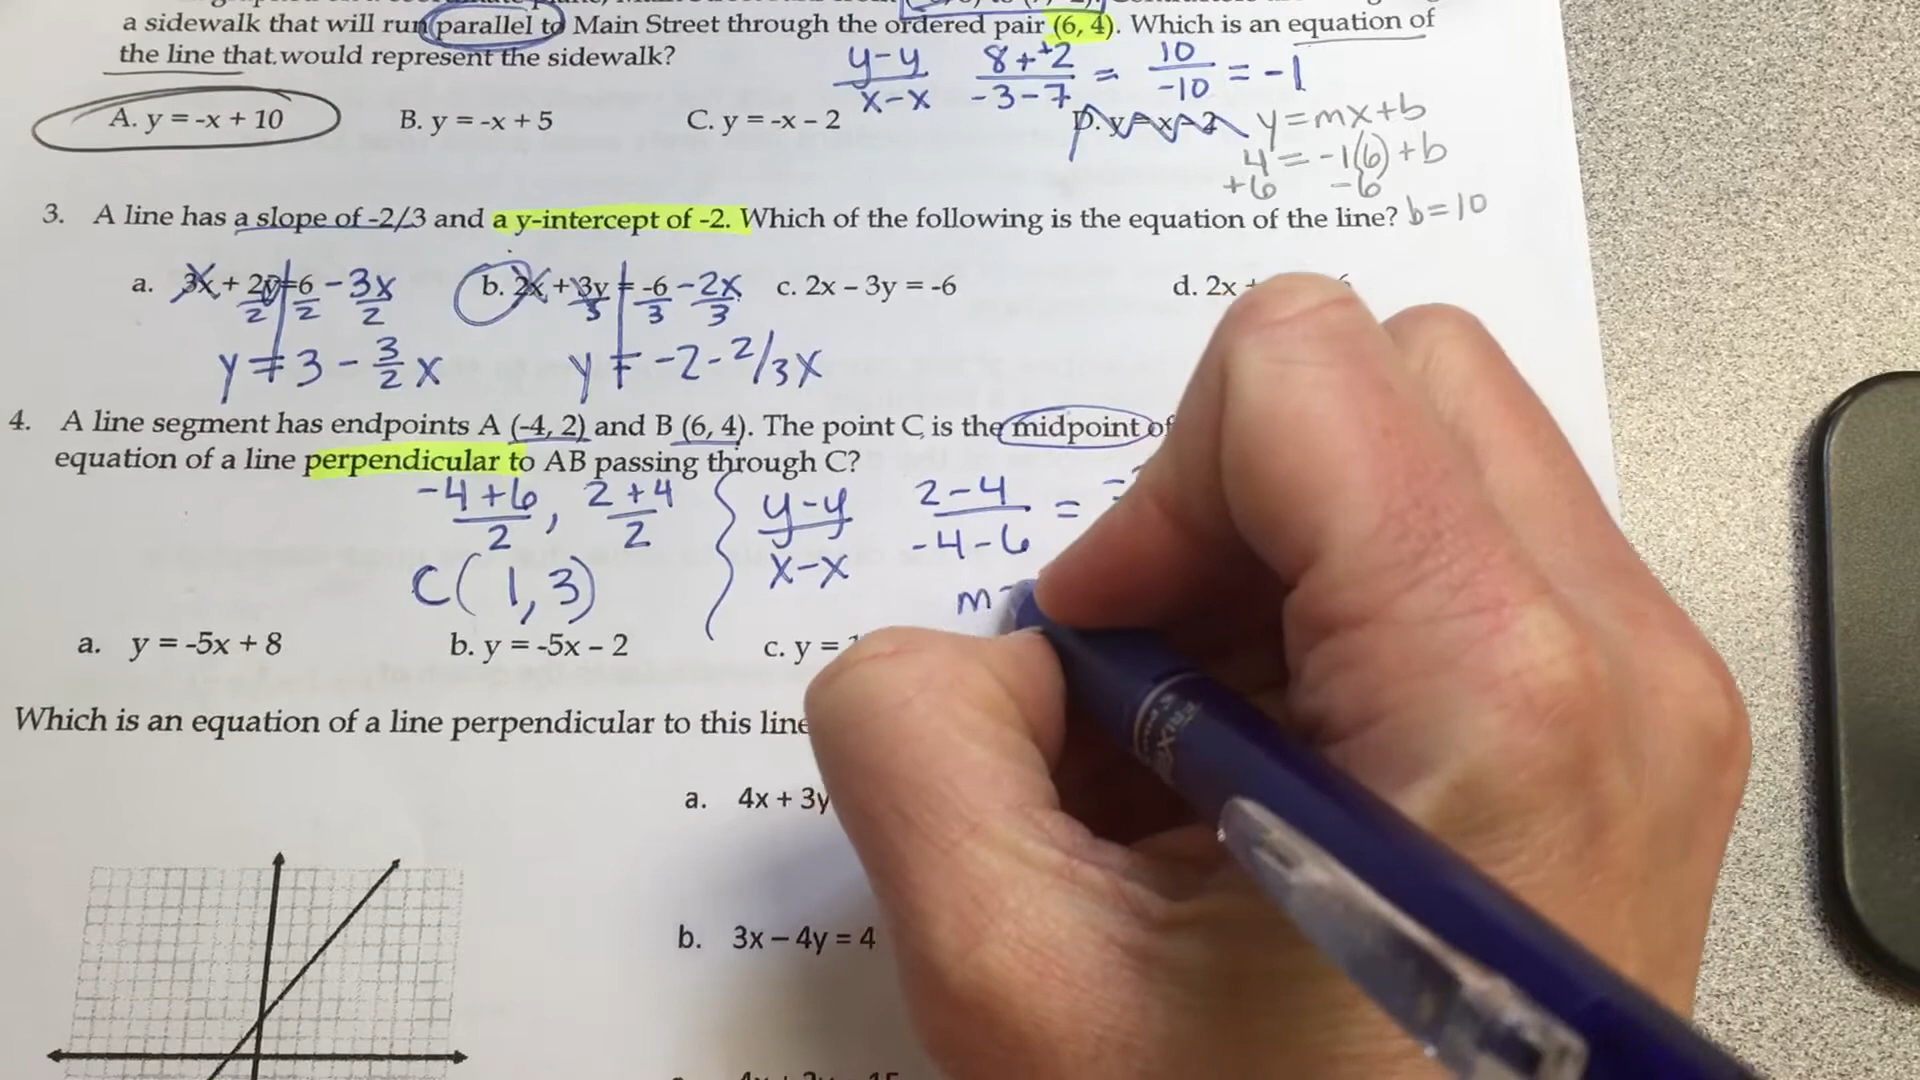 a sidewalk that will run parallel to Main Street through the ordered pair (6, 4). Which is an equation of
the line that would represent the sidewalk?
y-y / x-x 8++2 / -3-7 = 10 / -10 = -1
A. y = -x + 10 B. y = -x + 5 C. y = -x – 2 D. y = x - 2
y=mx+b
4=-1(6)+b
+6 -6
b=10
3. A line has a slope of -2/3 and a y-intercept of -2. Which of the following is the equation of the line?
a. 3x + 2y=6 - 3x b. 2x + 3y = -6 - 2x c. 2x – 3y = -6 d. 2x
2 2 2 3 3 3
y = 3 - 3/2 x y = -2 - 2/3x
4. A line segment has endpoints A (-4, 2) and B (6, 4). The point C is the midpoint of
equation of a line perpendicular to AB passing through C?
-4+6 / 2 , 2+4 / 2 y-y / x-x 2-4 / -4-6 =
C( 1,3) m
a. y = -5x + 8 b. y = -5x – 2 c. y =
Which is an equation of a line perpendicular to this line
a. 4x + 3y
b. 3x – 4y = 4